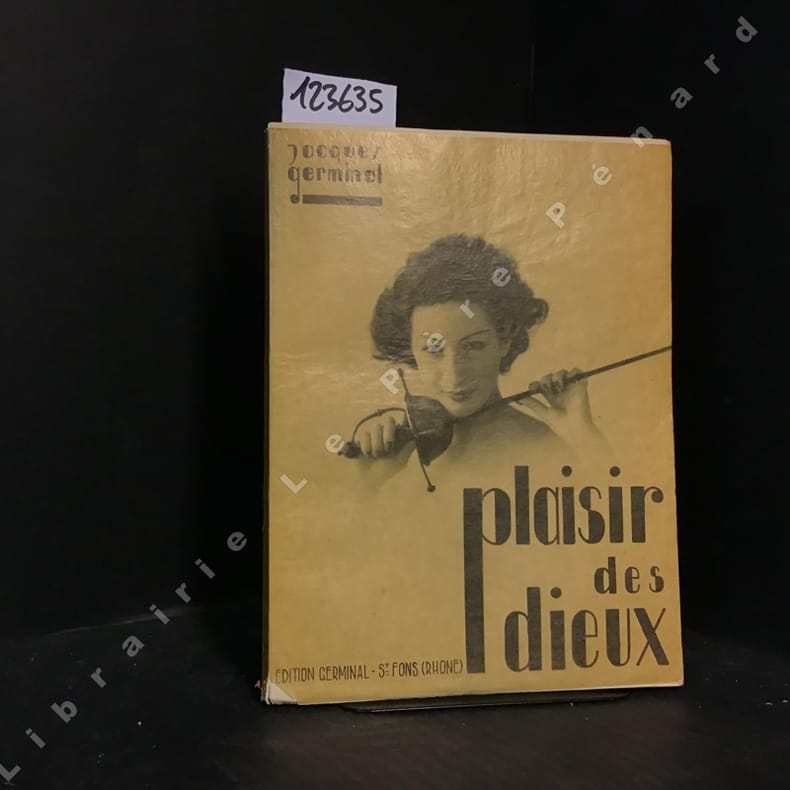 123635
jacques
germinal
plaisir
des
dieux
EDITION GERMINAL - ST FONS (RHONE)
Librairie Le Père Pénard